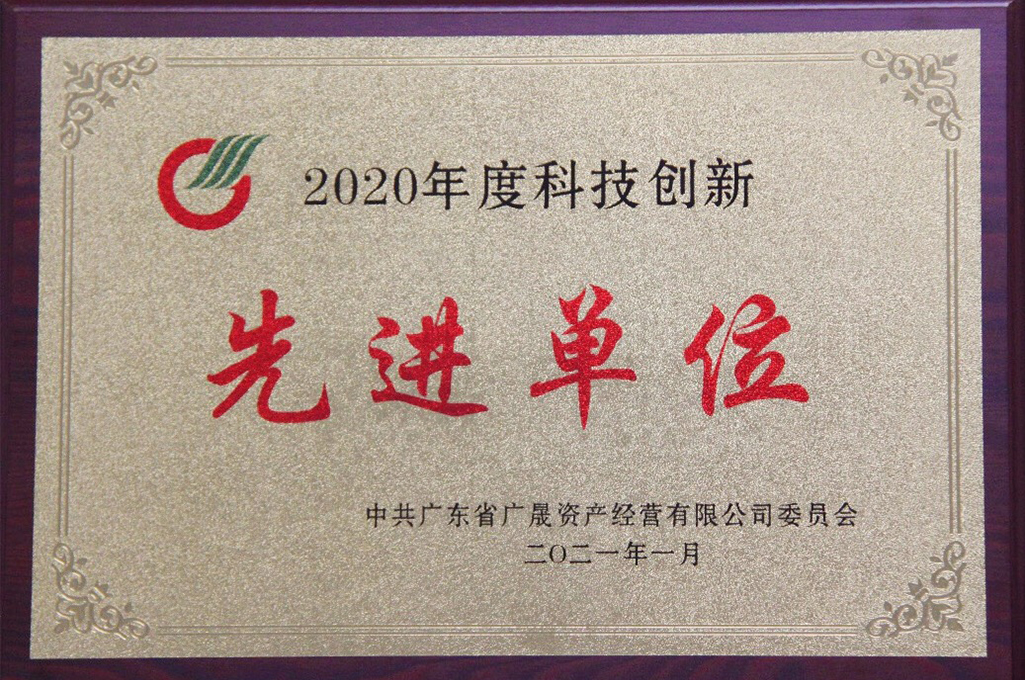 2020年度科技创新
先进单位
中共广东省广晟资产经营有限公司委员会
二〇二一年一月